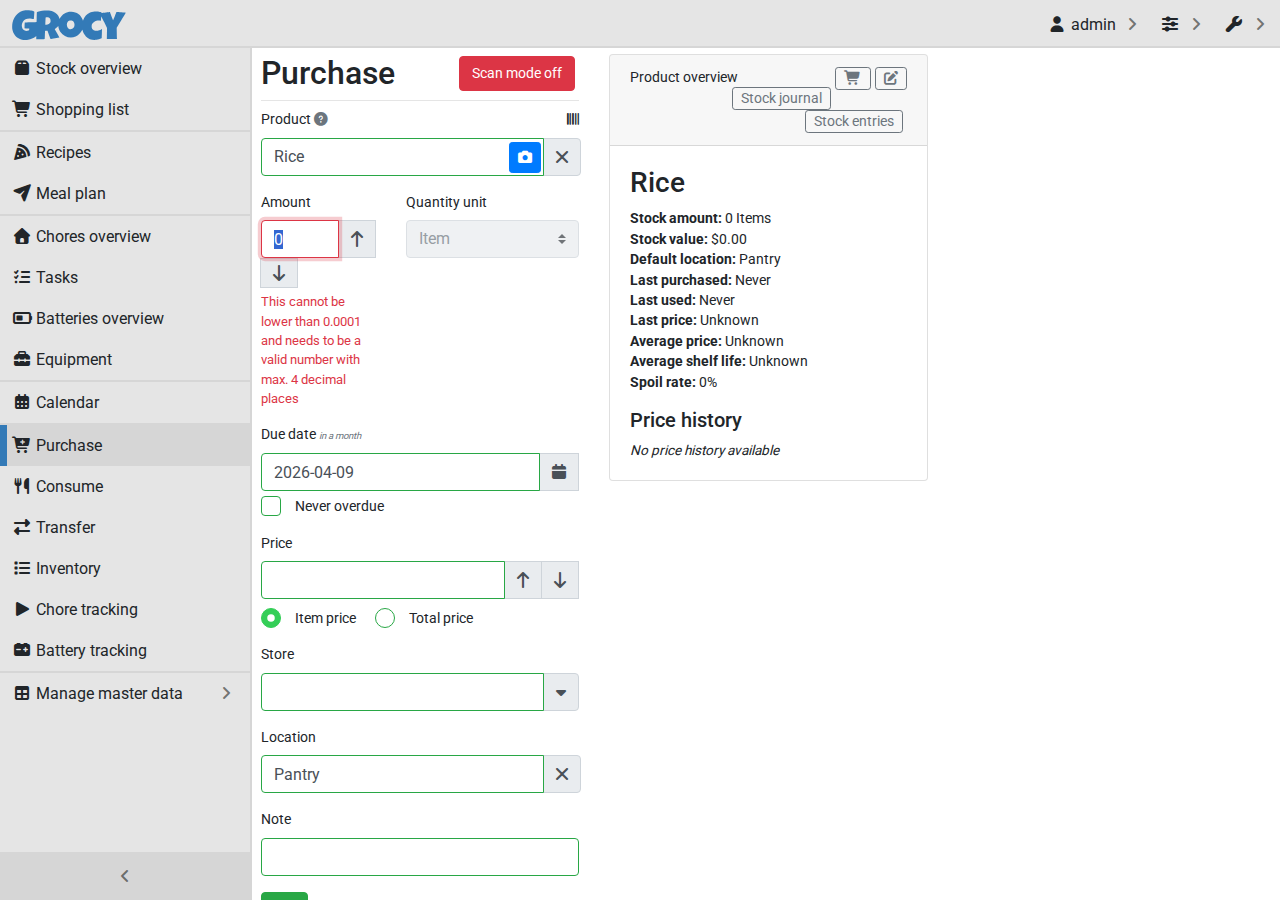 GROCY
admin
Stock overview
Shopping list
Recipes
Meal plan
Chores overview
Tasks
Batteries overview
Equipment
Calendar
Purchase
Consume
Transfer
Inventory
Chore tracking
Battery tracking
Manage master data
Purchase
Scan mode off
Product
Rice
Amount
Quantity unit
0
Item
This cannot be
lower than 0.0001
and needs to be a
valid number with
max. 4 decimal
places
Due date in a month
2026-04-09
Never overdue
Price
Item price
Total price
Store
Location
Pantry
Note
Product overview
Stock journal
Stock entries
Rice
Stock amount: 0 Items
Stock value: $0.00
Default location: Pantry
Last purchased: Never
Last used: Never
Last price: Unknown
Average price: Unknown
Average shelf life: Unknown
Spoil rate: 0%
Price history
No price history available